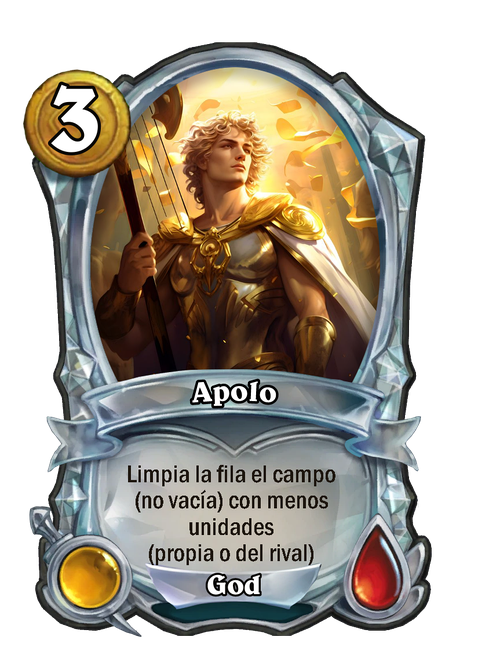 3
Apolo
Limpia la fila el campo
(no vacía) con menos
unidades
(propia o del rival)
God